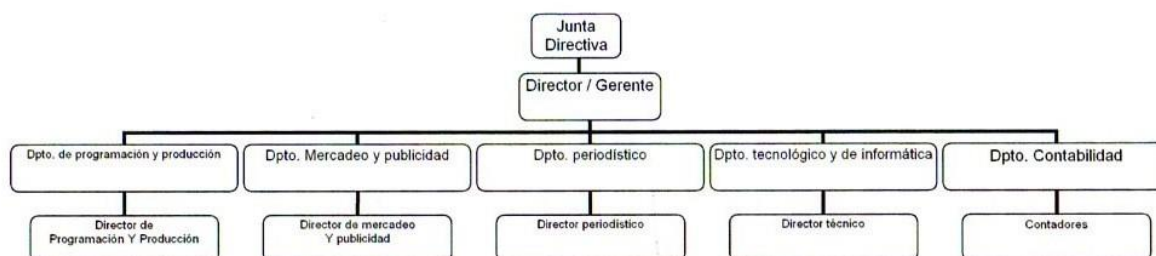 Junta
Directiva
Director / Gerente
Dpto. de programación y producción
Dpto. Mercadeo y publicidad
Dpto. periodístico
Dpto. tecnológico y de informática
Dpto. Contabilidad
Director de
Programación Y Producción
Director de mercadeo
Y publicidad
Director periodístico
Director técnico
Contadores